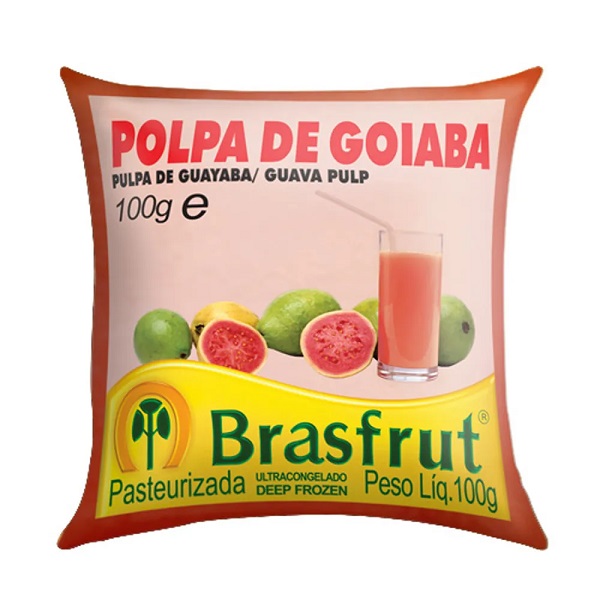 POLPA DE GOIABA
PULPA DE GUAYABA/ GUAVA PULP
100g e
Brasfrut®
Pasteurizada ULTRACONGELADO DEEP FROZEN Peso Líq.100g